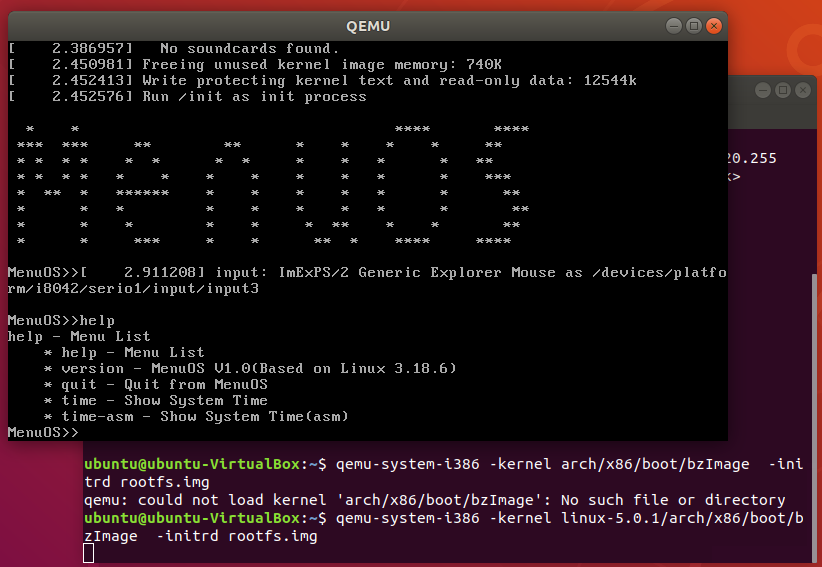 QEMU
[    2.386957]   No soundcards found.
[    2.450981] Freeing unused kernel image memory: 740K
[    2.452413] Write protecting kernel text and read-only data: 12544k
[    2.452576] Run /init as init process
MenuOS
MenuOS>>[    2.911208] input: ImExPS/2 Generic Explorer Mouse as /devices/platfo
rm/i8042/serio1/input/input3
MenuOS>>help
help - Menu List
    * help - Menu List
    * version - MenuOS V1.0(Based on Linux 3.18.6)
    * quit - Quit from MenuOS
    * time - Show System Time
    * time-asm - Show System Time(asm)
MenuOS>>
20.255
k>
ubuntu@ubuntu-VirtualBox:~$ qemu-system-i386 -kernel arch/x86/boot/bzImage  -ini
trd rootfs.img
qemu: could not load kernel 'arch/x86/boot/bzImage': No such file or directory
ubuntu@ubuntu-VirtualBox:~$ qemu-system-i386 -kernel linux-5.0.1/arch/x86/boot/b
zImage  -initrd rootfs.img